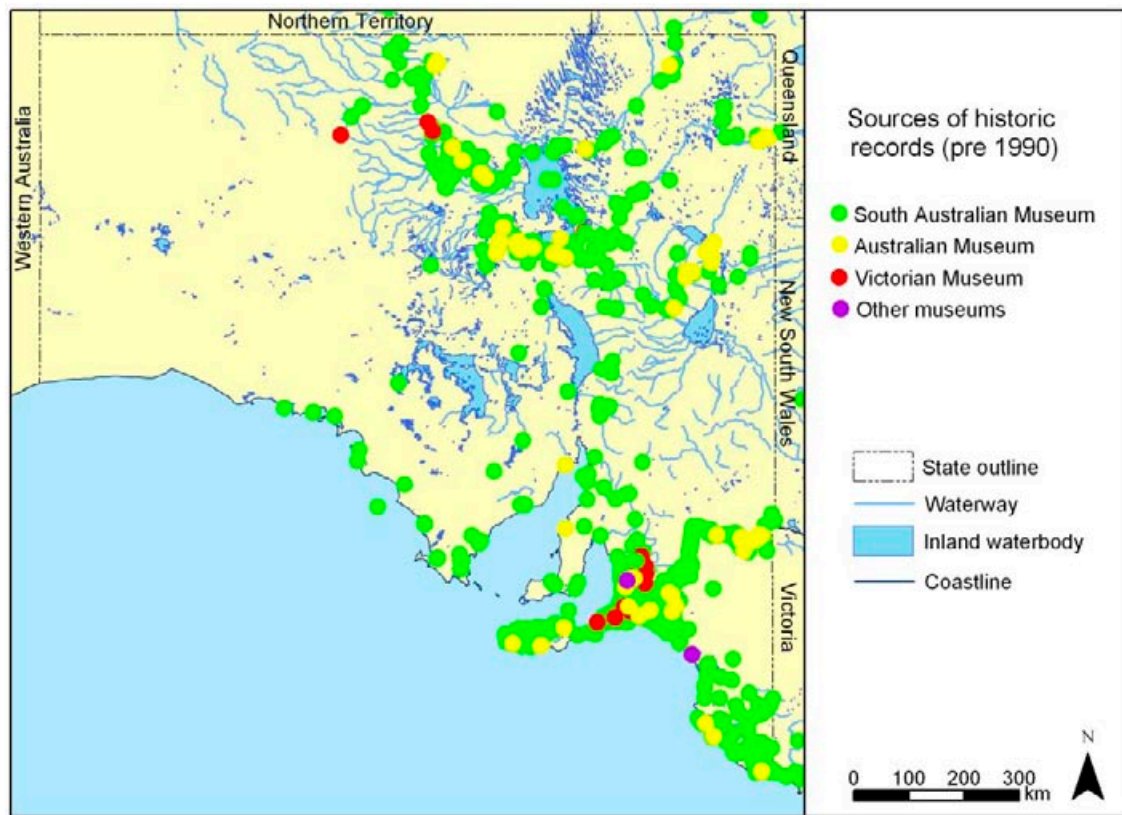 Northern Territory
Western Australia
Queensland
New South Wales
Victoria
Sources of historic
records (pre 1990)
South Australian Museum
Australian Museum
Victorian Museum
Other museums
State outline
Waterway
Inland waterbody
Coastline
N
0 100 200 300
km